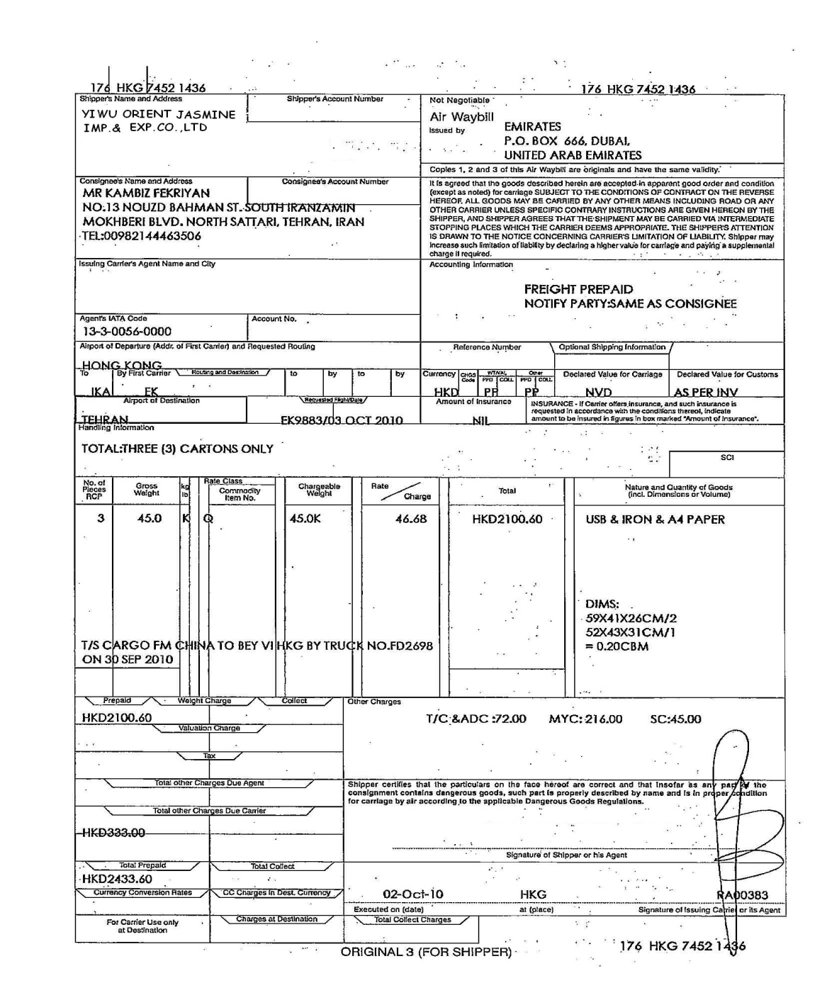 176 HKG 7452 1436
176 HKG 7452 1436
Shipper's Name and Address
Shipper's Account Number
YIWU ORIENT JASMINE
IMP.& EXP.CO.,LTD
Not Negotiable
Air Waybill
Issued by
EMIRATES
P.O. BOX 666, DUBAI,
UNITED ARAB EMIRATES
Copies 1, 2 and 3 of this Air Waybill are originals and have the same validity.
Consignee's Name and Address
Consignee's Account Number
MR KAMBIZ FEKRIYAN
NO.13 NOUZD BAHMAN ST. SOUTH IRANZAMIN
MOKHBERI BLVD. NORTH SATTARI, TEHRAN, IRAN
TEL:00982144463506
It is agreed that the goods described herein are accepted in apparent good order and condition
(except as noted) for carriage SUBJECT TO THE CONDITIONS OF CONTRACT ON THE REVERSE
HEREOF. ALL GOODS MAY BE CARRIED BY ANY OTHER MEANS INCLUDING ROAD OR ANY
OTHER CARRIER UNLESS SPECIFIC CONTRARY INSTRUCTIONS ARE GIVEN HEREON BY THE
SHIPPER, AND SHIPPER AGREES THAT THE SHIPMENT MAY BE CARRIED VIA INTERMEDIATE
STOPPING PLACES WHICH THE CARRIER DEEMS APPROPRIATE. THE SHIPPER'S ATTENTION
IS DRAWN TO THE NOTICE CONCERNING CARRIER'S LIMITATION OF LIABILITY. Shipper may
increase such limitation of liability by declaring a higher value for carriage and paying a supplemental
charge if required.
Issuing Carrier's Agent Name and City
Accounting Information
FREIGHT PREPAID
NOTIFY PARTY:SAME AS CONSIGNEE
Agent's IATA Code
Account No.
13-3-0056-0000
Airport of Departure (Addr. of First Carrier) and Requested Routing
Reference Number
Optional Shipping Information
HONG KONG
To By First Carrier Routing and Destination to by to by
Currency CHGS Code WT/VAL PPD COLL Other PPD COLL Declared Value for Carriage Declared Value for Customs
IKA EK HKD PP PP NVD AS PER INV
Airport of Destination
Requested Flight/Date
Amount of Insurance
INSURANCE - If Carrier offers insurance, and such insurance is
requested in accordance with the conditions thereof, indicate
amount to be insured in figures in box marked "Amount of Insurance".
TEHRAN EK9883/03 OCT 2010 NIL
Handling Information
TOTAL:THREE (3) CARTONS ONLY
SCI
No. of Pieces RCP
Gross Weight
kg lb
Rate Class
Commodity Item No.
Chargeable Weight
Rate
Charge
Total
Nature and Quantity of Goods
(incl. Dimensions or Volume)
3 45.0 K Q 45.0K 46.68 HKD2100.60 USB & IRON & A4 PAPER
DIMS:
59X41X26CM/2
52X43X31CM/1
= 0.20CBM
T/S CARGO FM CHINA TO BEY VI HKG BY TRUCK NO.FD2698
ON 30 SEP 2010
Prepaid Weight Charge Collect
Other Charges
HKD2100.60
T/C &ADC :72.00 MYC: 216.00 SC:45.00
Valuation Charge
Tax
Total other Charges Due Agent
Shipper certifies that the particulars on the face hereof are correct and that insofar as any part of the
consignment contains dangerous goods, such part is properly described by name and is in proper condition
for carriage by air according to the applicable Dangerous Goods Regulations.
Total other Charges Due Carrier
HKD333.00
Signature of Shipper or his Agent
Total Prepaid
Total Collect
HKD2433.60
Currency Conversion Rates
CC Charges in Dest. Currency
02-Oct-10 HKG RA00383
Executed on (date) at (place) Signature of Issuing Carrier or its Agent
For Carrier Use only
at Destination
Charges at Destination
Total Collect Charges
ORIGINAL 3 (FOR SHIPPER)
176 HKG 7452 1436